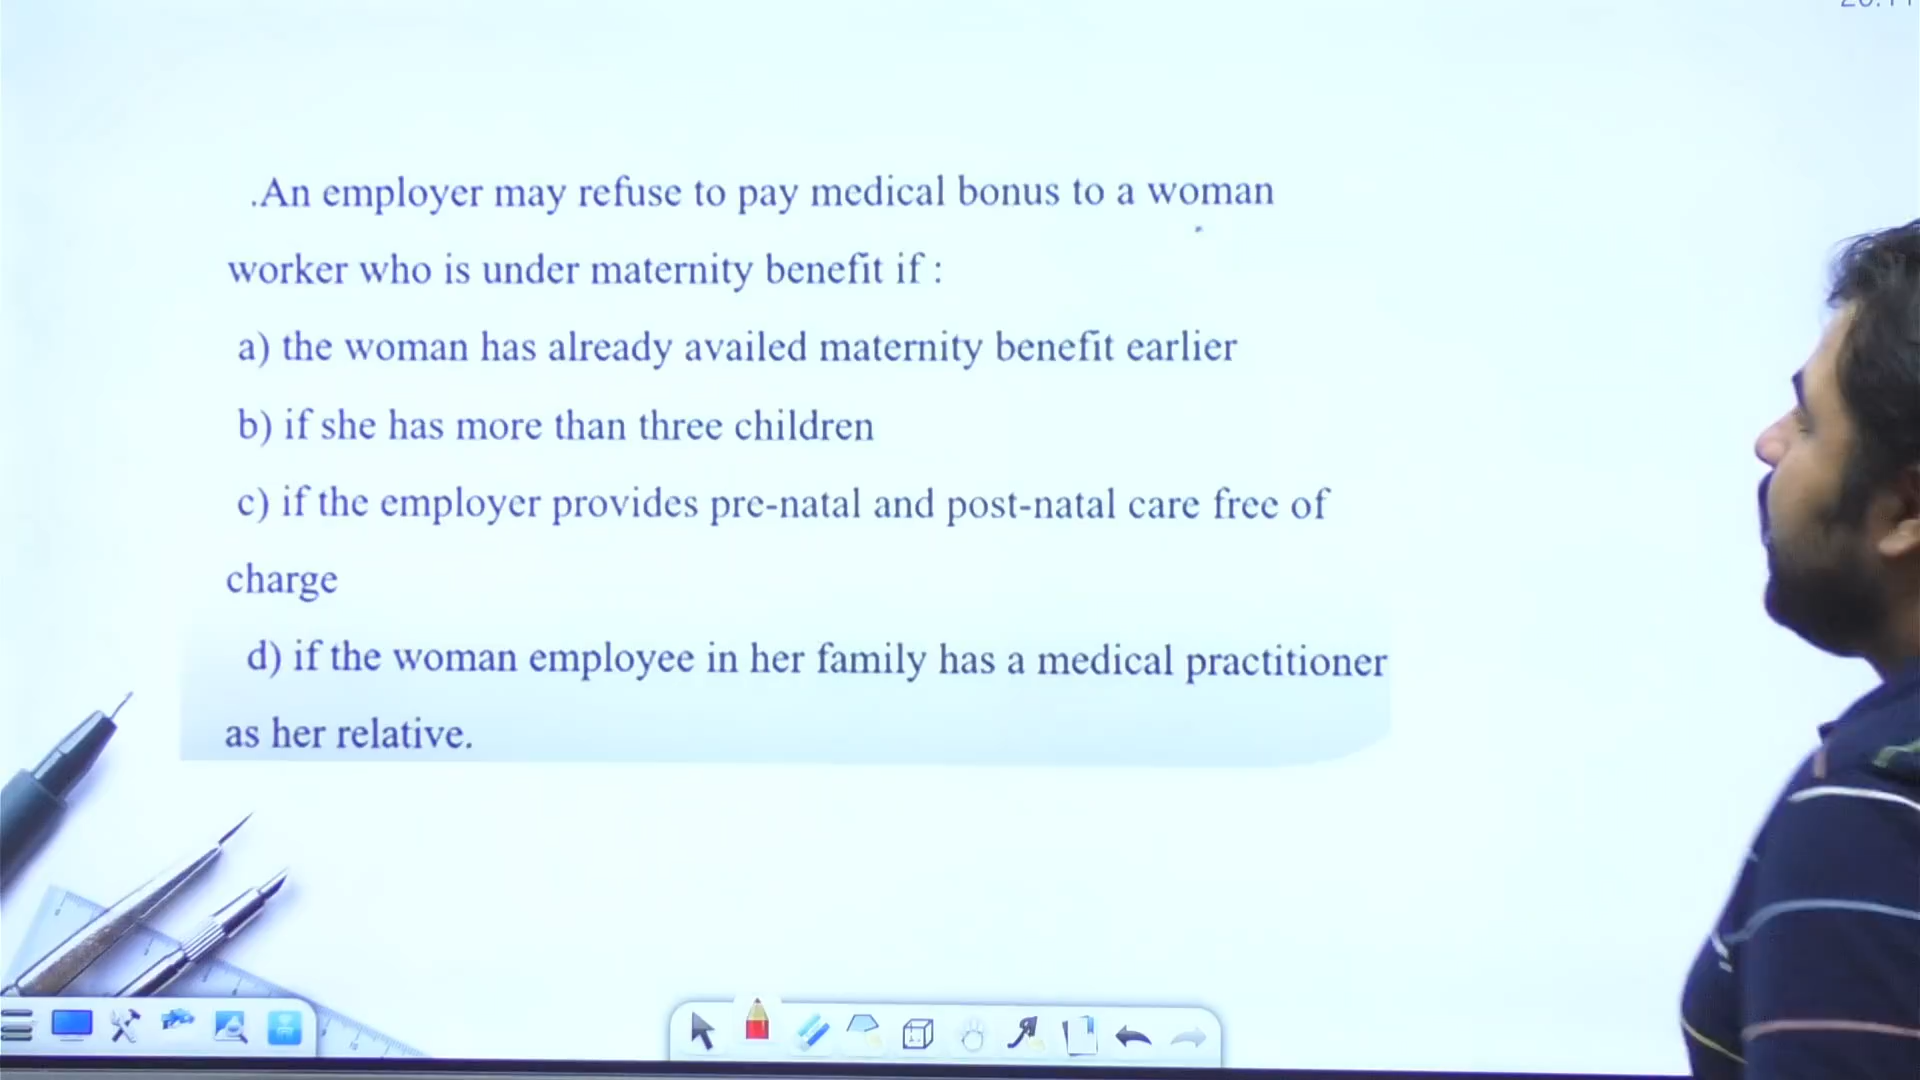 .An employer may refuse to pay medical bonus to a woman
worker who is under maternity benefit if :
a) the woman has already availed maternity benefit earlier
b) if she has more than three children
c) if the employer provides pre-natal and post-natal care free of
charge
d) if the woman employee in her family has a medical practitioner
as her relative.